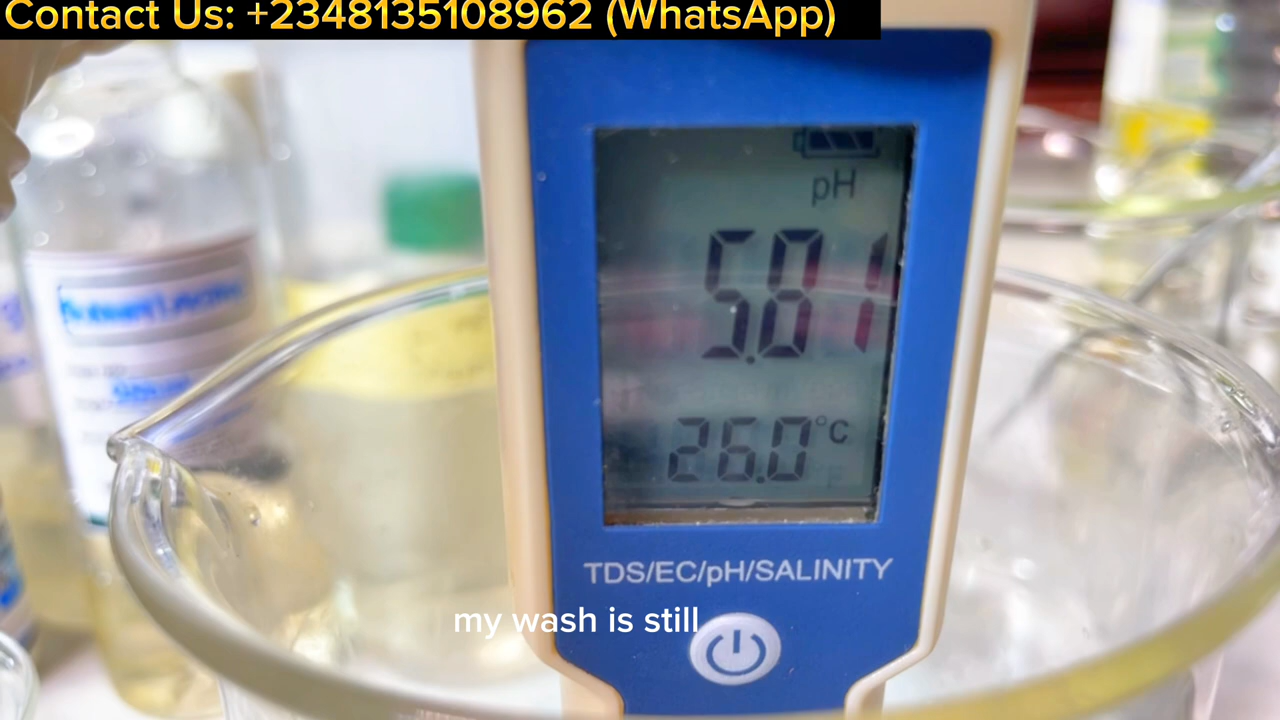 Contact Us: +2348135108962 (WhatsApp)
pH
5.81
26.0°C
TDS/EC/pH/SALINITY
my wash is still